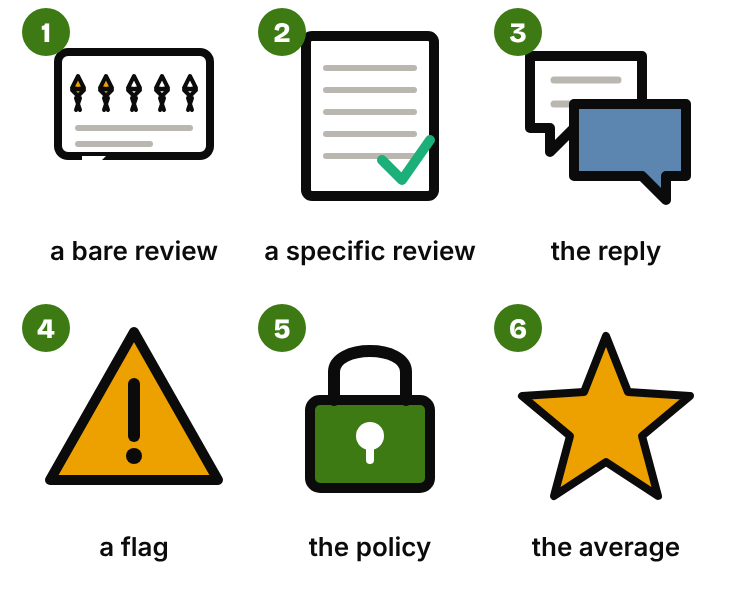 1
a bare review
2
a specific review
3
the reply
4
a flag
5
the policy
6
the average